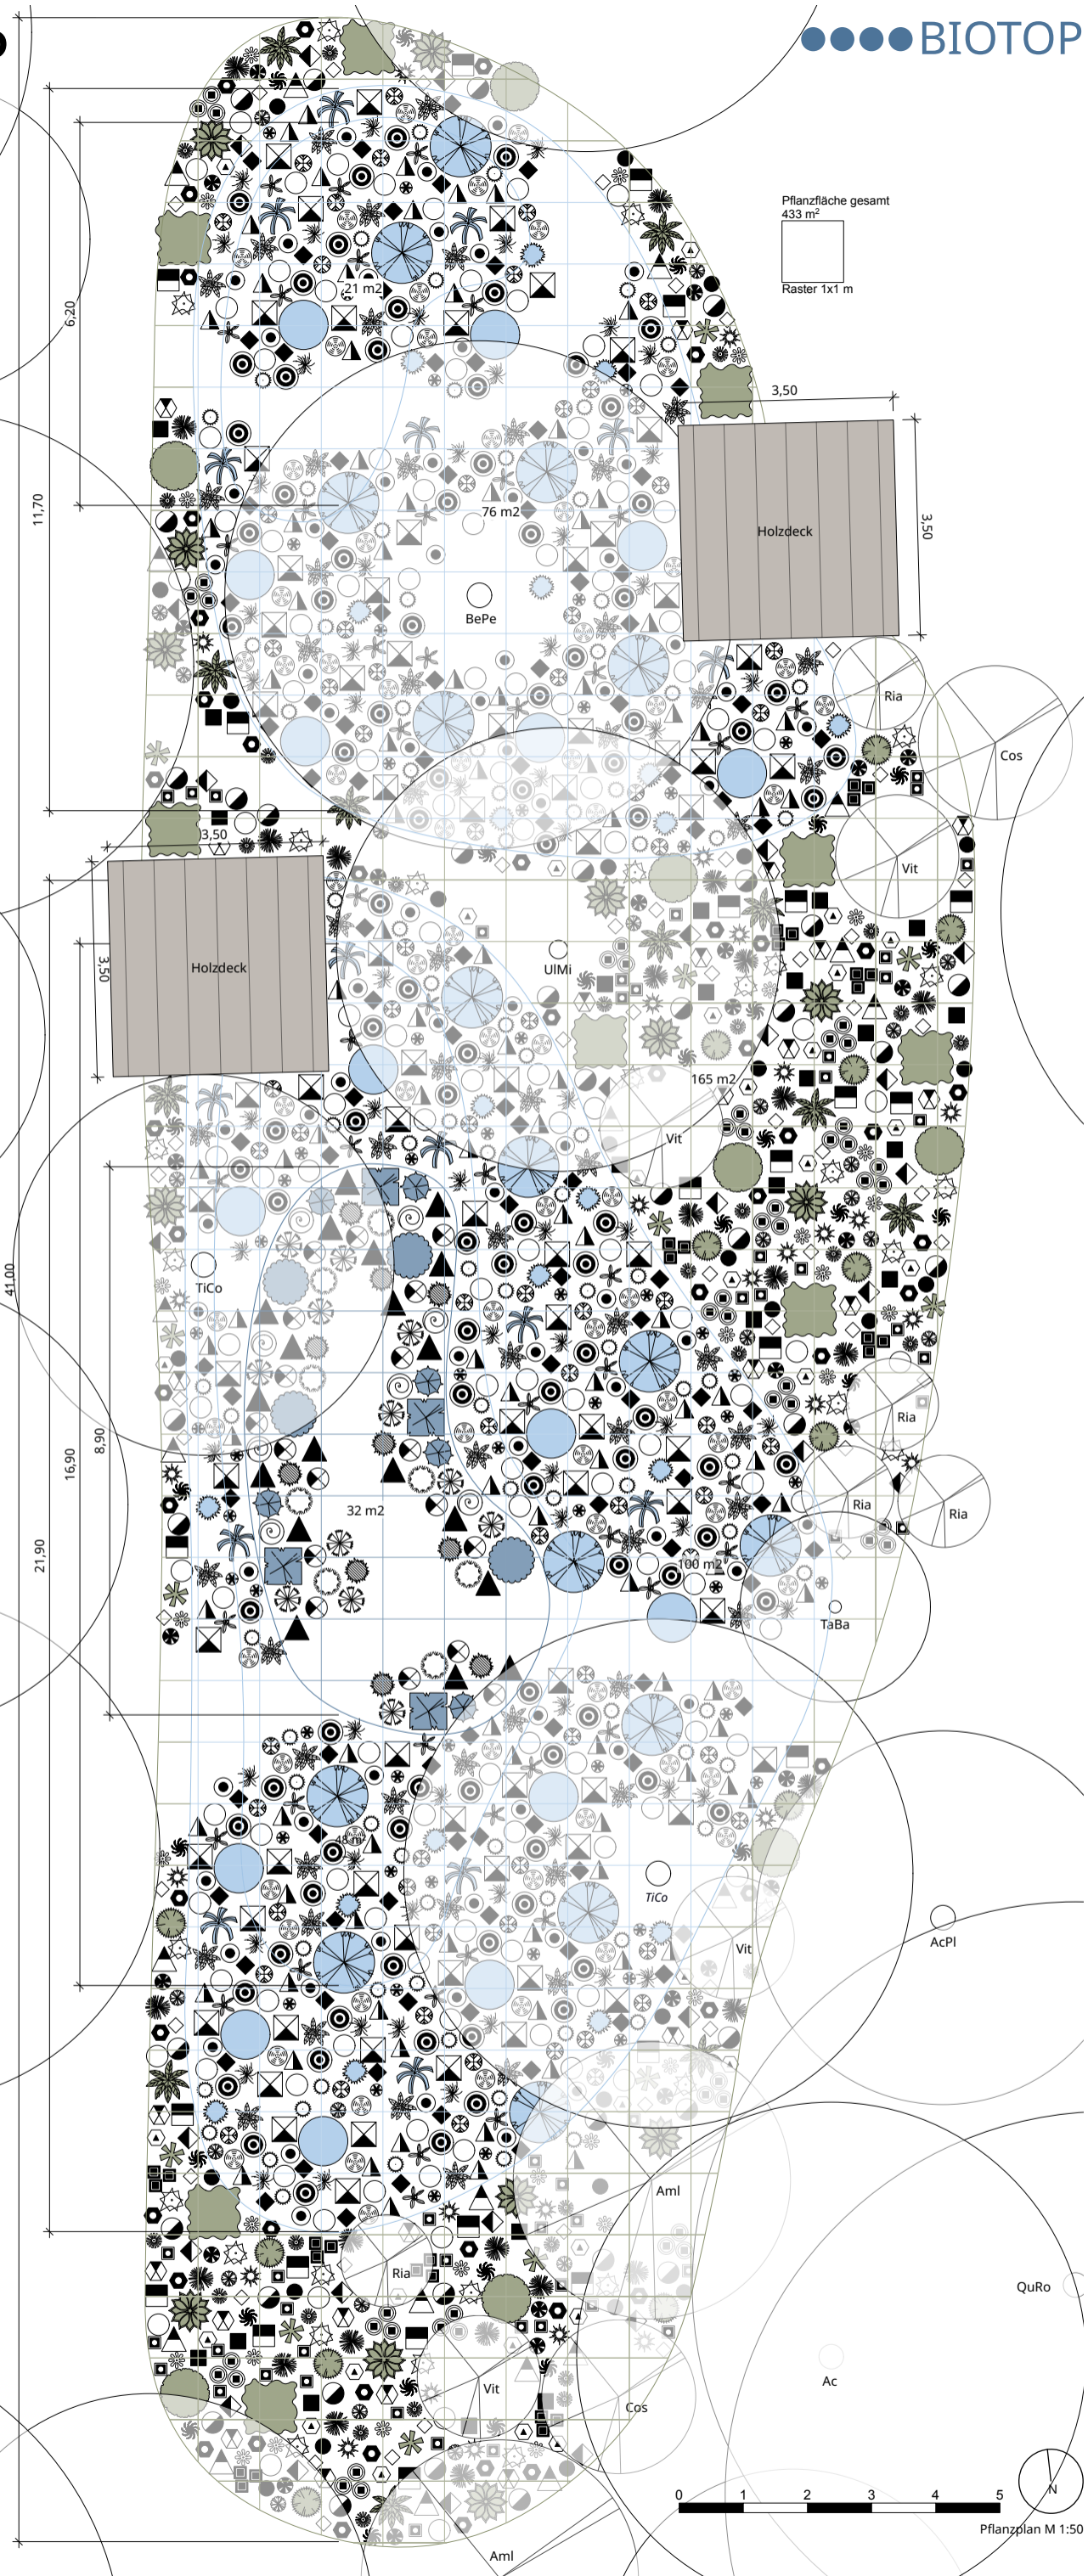 BIOTOP
Pflanzfläche gesamt
433 m²
Raster 1x1 m
6,20
21 m2
3,50
11,70
76 m2
Holzdeck
3,50
BePe
Ria
Cos
3,50
Vit
3,50
Holzdeck
UlMi
165 m2
Vit
TiCo
41,00
Ria
8,90
16,90
Ria
32 m2
Ria
21,90
100 m2
TaBa
48 m
TiCo
AcPl
Vit
Aml
Ria
QuRo
Vit
Ac
Cos
N
0 1 2 3 4 5
Pflanzplan M 1:50
Aml